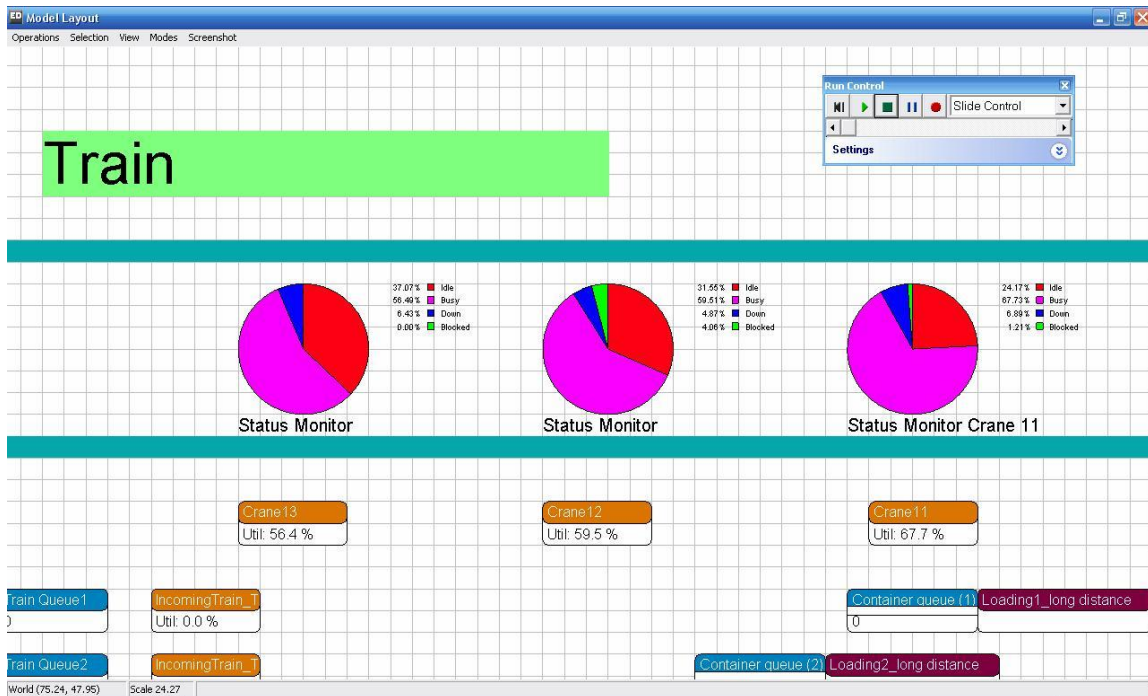 ED Model Layout
Operations Selection View Modes Screenshot
Run Control
Slide Control
Settings
Train
37.07% Idle
56.49% Busy
6.43% Down
0.00% Blocked
31.55% Idle
59.51% Busy
4.87% Down
4.06% Blocked
24.17% Idle
67.73% Busy
6.89% Down
1.21% Blocked
Status Monitor
Status Monitor
Status Monitor Crane 11
Crane13
Util: 56.4 %
Crane12
Util: 59.5 %
Crane11
Util: 67.7 %
Train Queue1
0
IncomingTrain_T
Util: 0.0 %
Container queue (1)
0
Loading1_long distance
Train Queue2
IncomingTrain_T
Container queue (2)
Loading2_long distance
World (75.24, 47.95) Scale 24.27